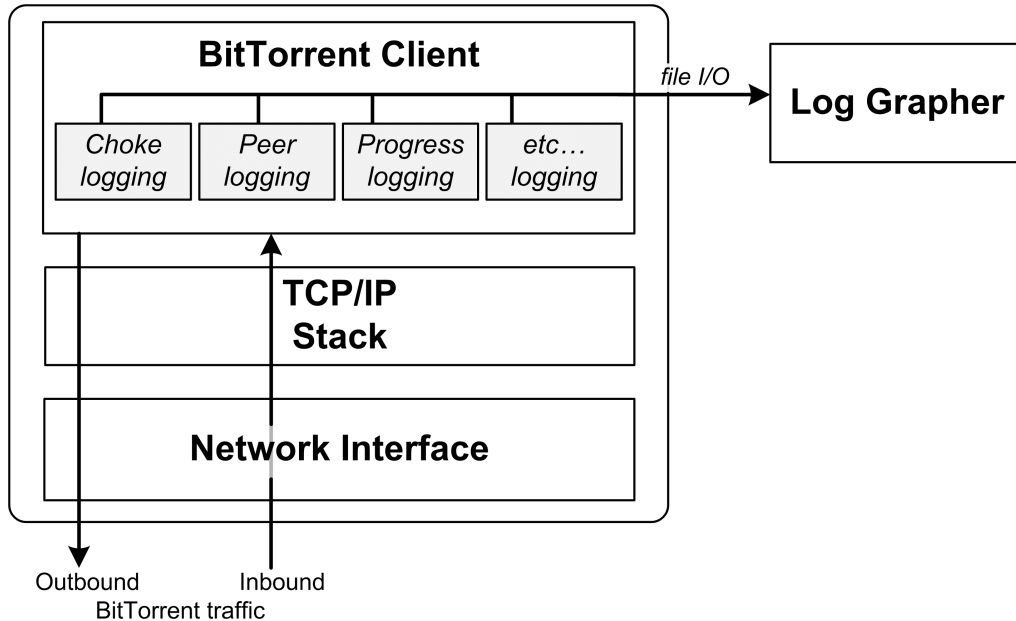 BitTorrent Client
file I/O
Log Grapher
Choke
logging
Peer
logging
Progress
logging
etc...
logging
TCP/IP
Stack
Network Interface
Outbound
Inbound
BitTorrent traffic